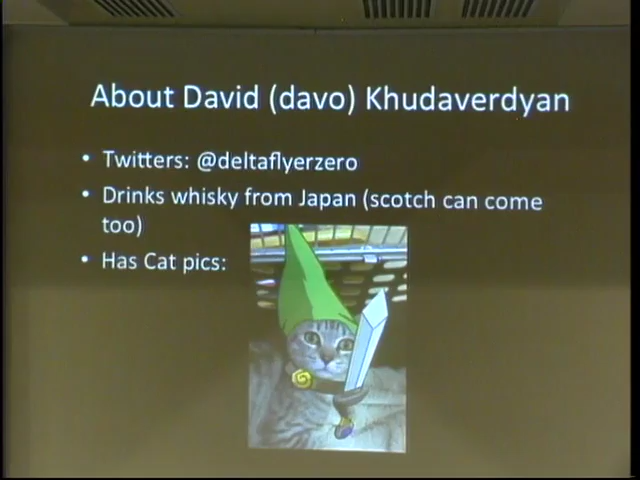 About David (davo) Khudaverdyan
• Twitters: @deltaflyerzero
• Drinks whisky from Japan (scotch can come
too)
• Has Cat pics: